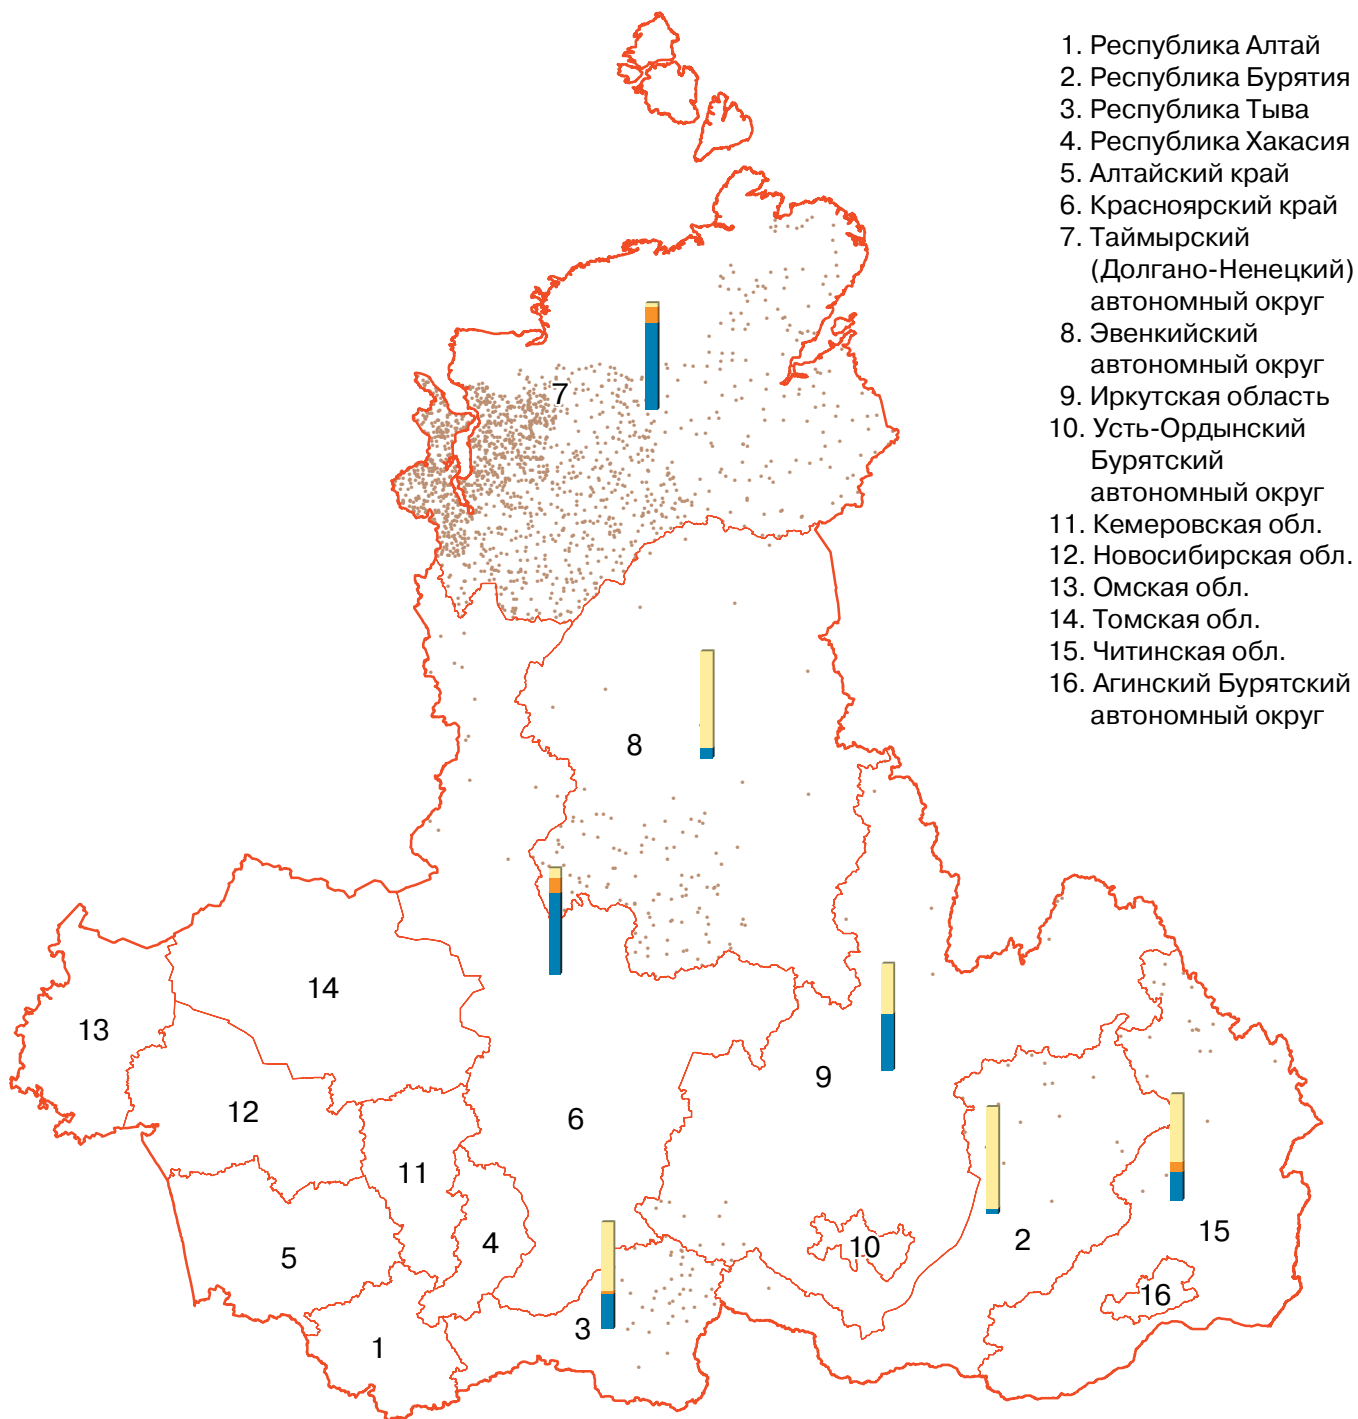 1. Республика Алтай
2. Республика Бурятия
3. Республика Тыва
4. Республика Хакасия
5. Алтайский край
6. Красноярский край
7. Таймырский
(Долгано-Ненецкий)
автономный округ
8. Эвенкийский
автономный округ
9. Иркутская область
10. Усть-Ордынский
Бурятский
автономный округ
11. Кемеровская обл.
12. Новосибирская обл.
13. Омская обл.
14. Томская обл.
15. Читинская обл.
16. Агинский Бурятский
автономный округ
7
8
14
13
9
12
6
11
15
2
4
10
5
16
3
1